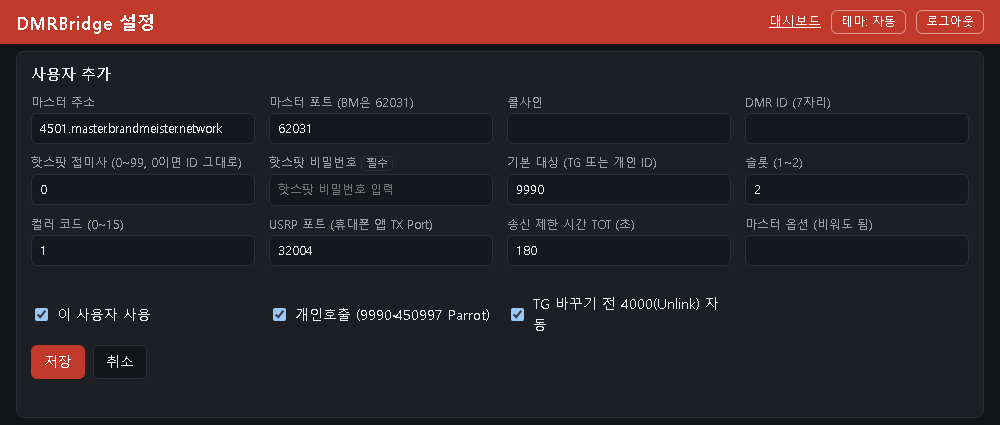 DMRBridge 설정
대시보드
테마: 자동
로그아웃
사용자 추가
마스터 주소
마스터 포트 (BM은 62031)
콜사인
DMR ID (7자리)
4501.master.brandmeister.network
62031
핫스팟 접미사 (0~99, 0이면 ID 그대로)
핫스팟 비밀번호 필수
기본 대상 (TG 또는 개인 ID)
슬롯 (1~2)
0
핫스팟 비밀번호 입력
9990
2
컬러 코드 (0~15)
USRP 포트 (휴대폰 앱 TX Port)
송신 제한 시간 TOT (초)
마스터 옵션 (비워도 됨)
1
32004
180
이 사용자 사용
개인호출 (9990·450997 Parrot)
TG 바꾸기 전 4000(Unlink) 자
동
저장
취소